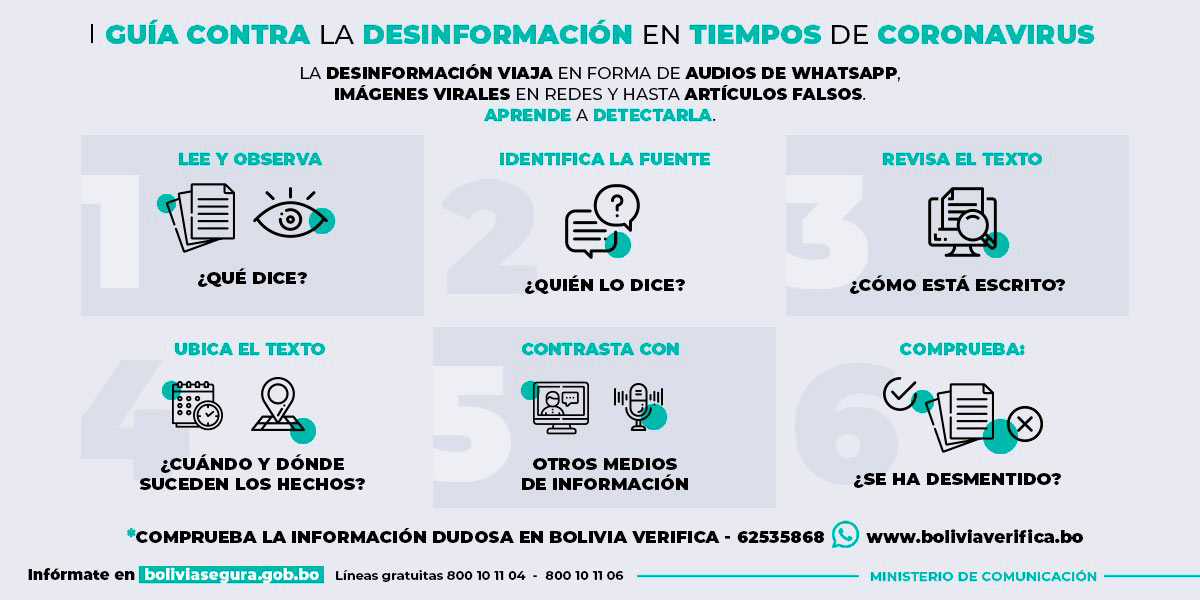 GUÍA CONTRA LA DESINFORMACIÓN EN TIEMPOS DE CORONAVIRUS
LA DESINFORMACIÓN VIAJA EN FORMA DE AUDIOS DE WHATSAPP,
IMÁGENES VIRALES EN REDES Y HASTA ARTÍCULOS FALSOS.
APRENDE A DETECTARLA.
1
LEE Y OBSERVA
¿QUÉ DICE?
2
IDENTIFICA LA FUENTE
?
¿QUIÉN LO DICE?
3
REVISA EL TEXTO
¿CÓMO ESTÁ ESCRITO?
4
UBICA EL TEXTO
¿CUÁNDO Y DÓNDE
SUCEDEN LOS HECHOS?
5
CONTRASTA CON
OTROS MEDIOS
DE INFORMACIÓN
6
COMPRUEBA:
¿SE HA DESMENTIDO?
*COMPRUEBA LA INFORMACIÓN DUDOSA EN BOLIVIA VERIFICA - 62535868 www.boliviaverifica.bo
Infórmate en boliviasegura.gob.bo Líneas gratuitas 800 10 11 04 - 800 10 11 06 MINISTERIO DE COMUNICACIÓN